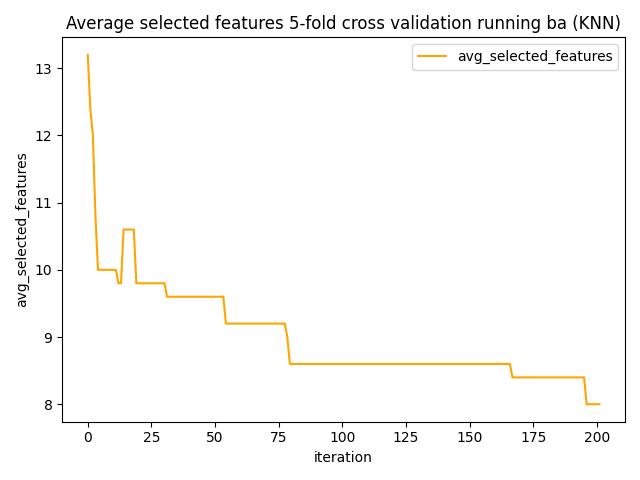 Average selected features 5-fold cross validation running ba (KNN)
avg_selected_features
avg_selected_features
13
12
11
10
9
8
0 25 50 75 100 125 150 175 200
iteration